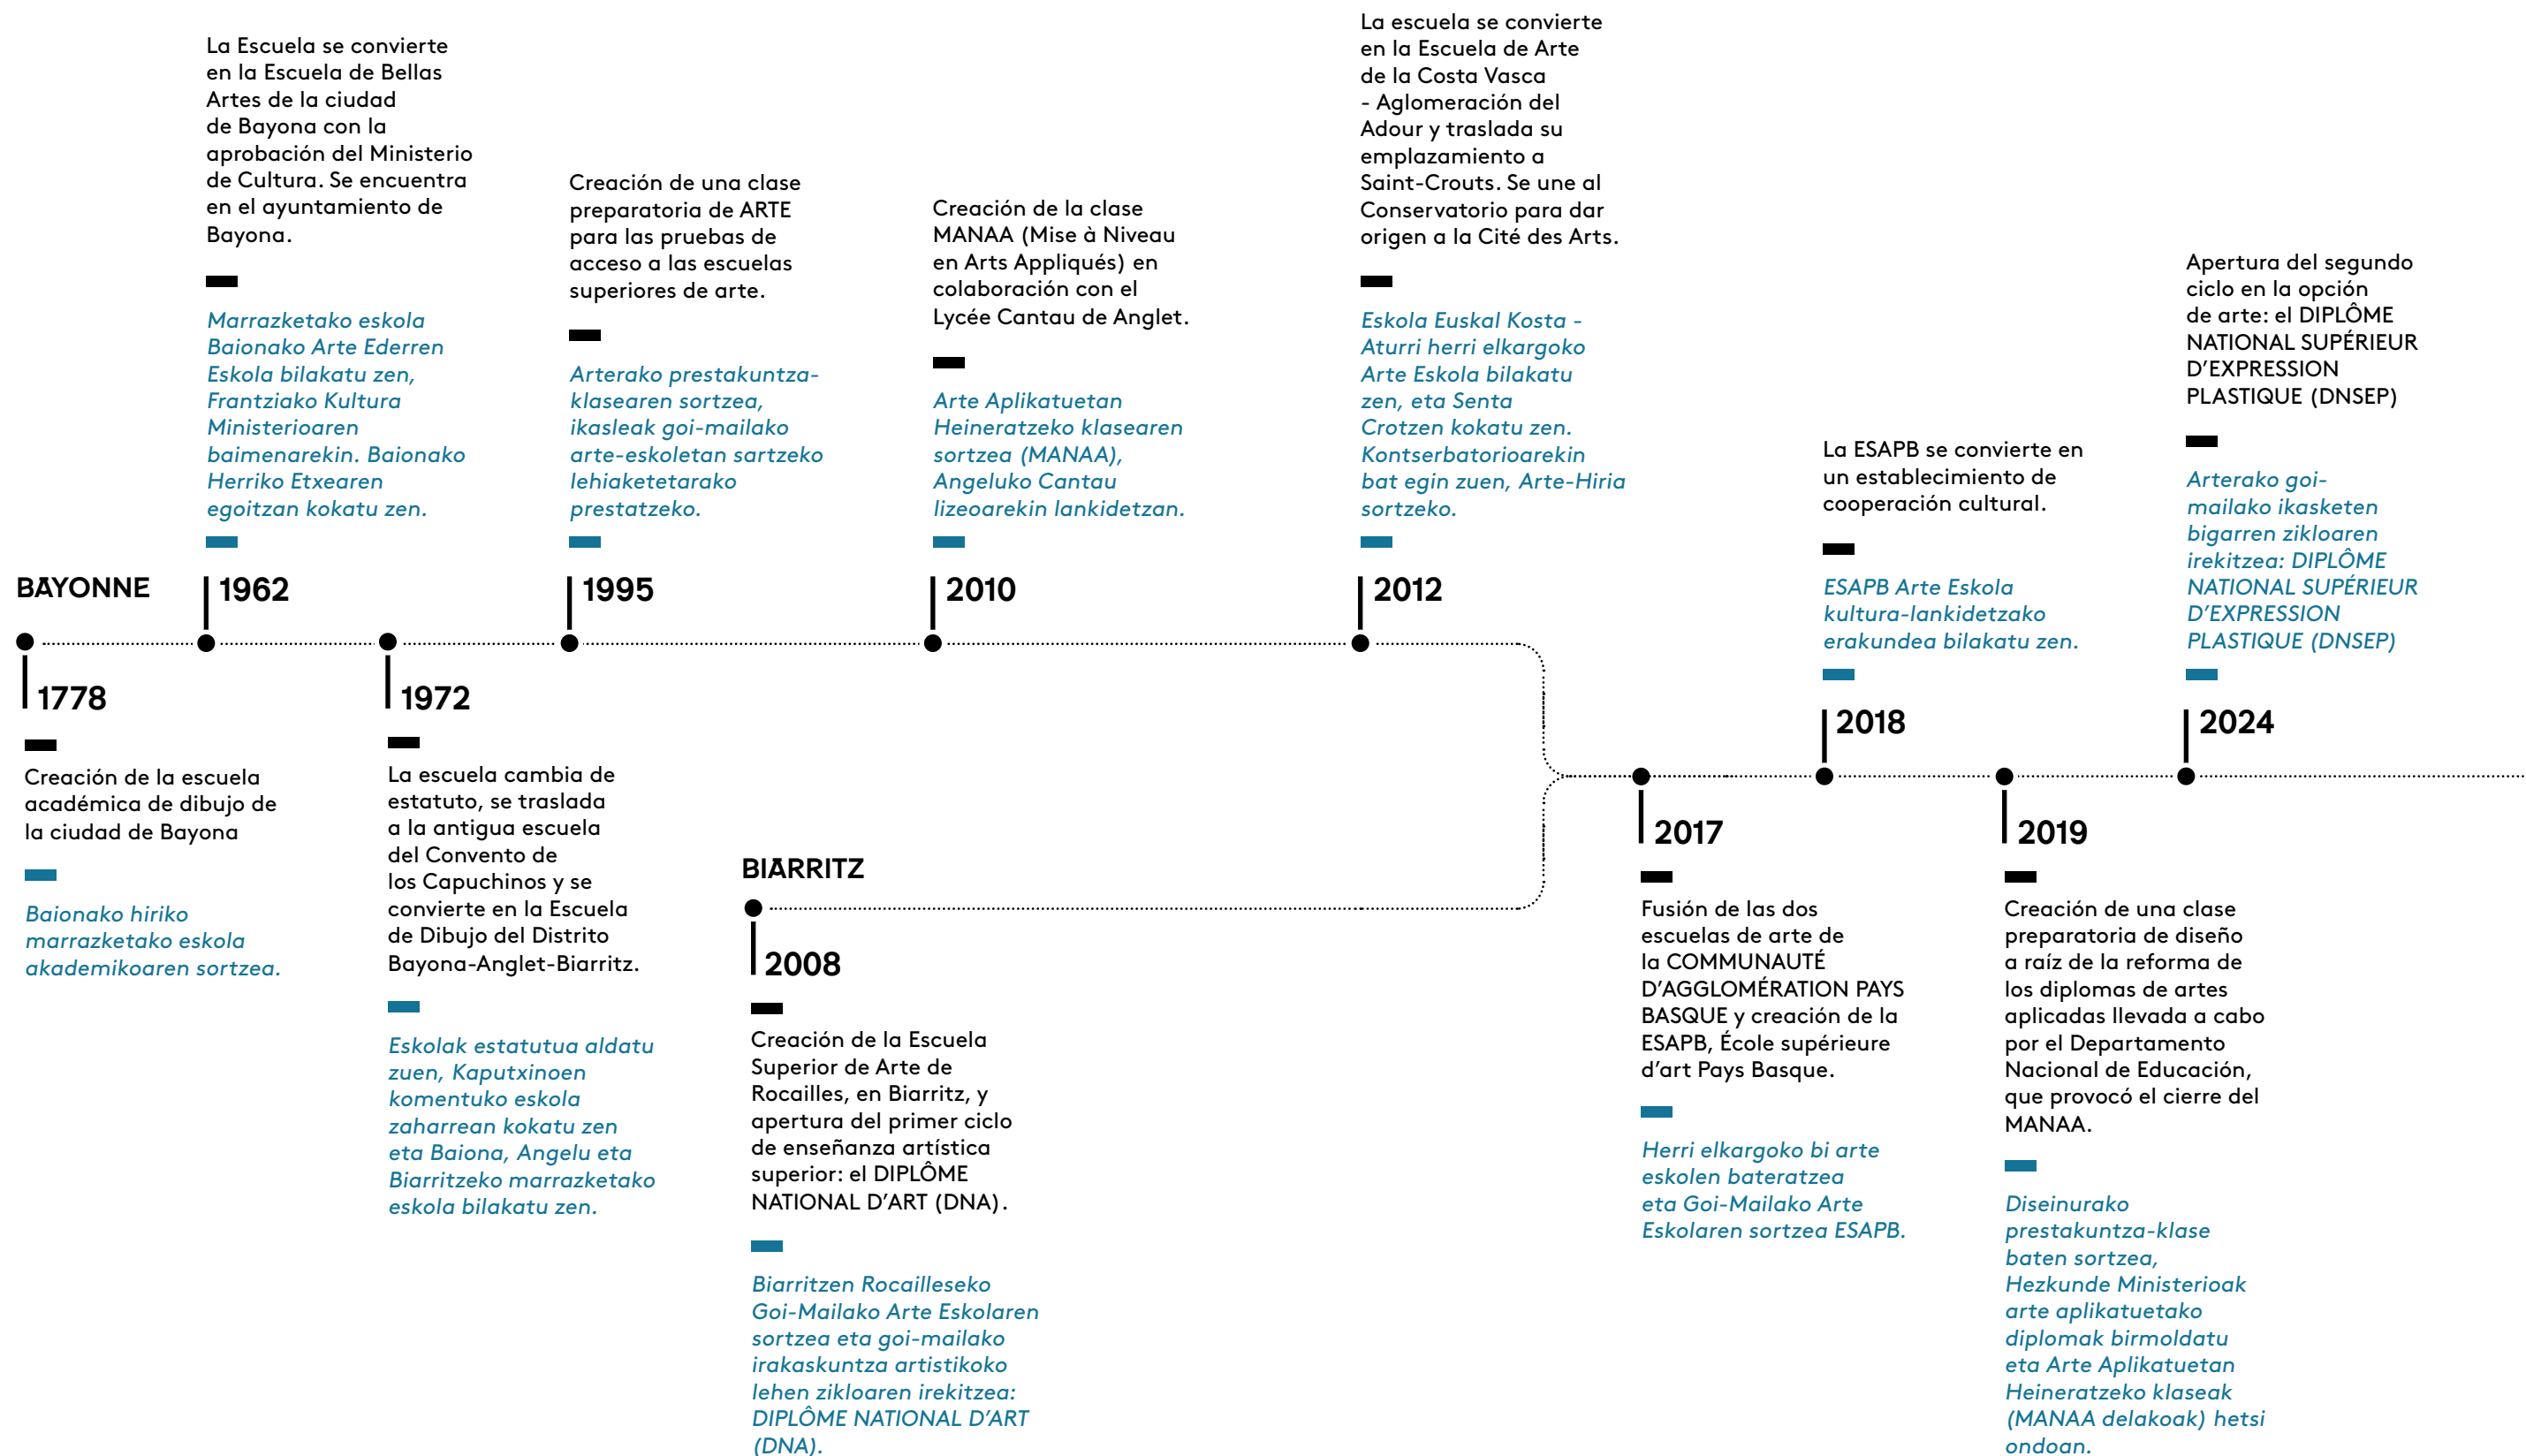 BAYONNE
1778
Creación de la escuela
académica de dibujo de
la ciudad de Bayona
Baionako hiriko
marrazketako eskola
akademikoaren sortzea.
La Escuela se convierte
en la Escuela de Bellas
Artes de la ciudad
de Bayona con la
aprobación del Ministerio
de Cultura. Se encuentra
en el ayuntamiento de
Bayona.
Marrazketako eskola
Baionako Arte Ederren
Eskola bilakatu zen,
Frantziako Kultura
Ministerioaren
baimenarekin. Baionako
Herriko Etxearen
egoitzan kokatu zen.
1962
1972
La escuela cambia de
estatuto, se traslada
a la antigua escuela
del Convento de
los Capuchinos y se
convierte en la Escuela
de Dibujo del Distrito
Bayona-Anglet-Biarritz.
Eskolak estatutua aldatu
zuen, Kaputxinoen
komentuko eskola
zaharrean kokatu zen
eta Baiona, Angelu eta
Biarritzeko marrazketako
eskola bilakatu zen.
Creación de una clase
preparatoria de ARTE
para las pruebas de
acceso a las escuelas
superiores de arte.
Arterako prestakuntza-
klasearen sortzea,
ikasleak goi-mailako
arte-eskoletan sartzeko
lehiaketetarako
prestatzeko.
1995
BIARRITZ
2008
Creación de la Escuela
Superior de Arte de
Rocailles, en Biarritz, y
apertura del primer ciclo
de enseñanza artística
superior: el DIPLÔME
NATIONAL D’ART (DNA).
Biarritzen Rocailleseko
Goi-Mailako Arte Eskolaren
sortzea eta goi-mailako
irakaskuntza artistikoko
lehen zikloaren irekitzea:
DIPLÔME NATIONAL D’ART
(DNA).
Creación de la clase
MANAA (Mise à Niveau
en Arts Appliqués) en
colaboración con el
Lycée Cantau de Anglet.
Arte Aplikatuetan
Heineratzeko klasearen
sortzea (MANAA),
Angeluko Cantau
lizeoarekin lankidetzan.
2010
La escuela se convierte
en la Escuela de Arte
de la Costa Vasca
- Aglomeración del
Adour y traslada su
emplazamiento a
Saint-Crouts. Se une al
Conservatorio para dar
origen a la Cité des Arts.
Eskola Euskal Kosta -
Aturri herri elkargoko
Arte Eskola bilakatu
zen, eta Senta
Crotzen kokatu zen.
Kontserbatorioarekin
bat egin zuen, Arte-Hiria
sortzeko.
2012
2017
Fusión de las dos
escuelas de arte de
la COMMUNAUTÉ
D’AGGLOMÉRATION PAYS
BASQUE y creación de la
ESAPB, École supérieure
d’art Pays Basque.
Herri elkargoko bi arte
eskolen bateratzea
eta Goi-Mailako Arte
Eskolaren sortzea ESAPB.
La ESAPB se convierte en
un establecimiento de
cooperación cultural.
ESAPB Arte Eskola
kultura-lankidetzako
erakundea bilakatu zen.
2018
2019
Creación de una clase
preparatoria de diseño
a raíz de la reforma de
los diplomas de artes
aplicadas llevada a cabo
por el Departamento
Nacional de Educación,
que provocó el cierre del
MANAA.
Diseinurako
prestakuntza-klase
baten sortzea,
Hezkunde Ministerioak
arte aplikatuetako
diplomak birmoldatu
eta Arte Aplikatuetan
Heineratzeko klaseak
(MANAA delakoak) hetsi
ondoan.
Apertura del segundo
ciclo en la opción
de arte: el DIPLÔME
NATIONAL SUPÉRIEUR
D’EXPRESSION
PLASTIQUE (DNSEP)
Arterako goi-
mailako ikasketen
bigarren zikloaren
irekitzea: DIPLÔME
NATIONAL SUPÉRIEUR
D’EXPRESSION
PLASTIQUE (DNSEP)
2024